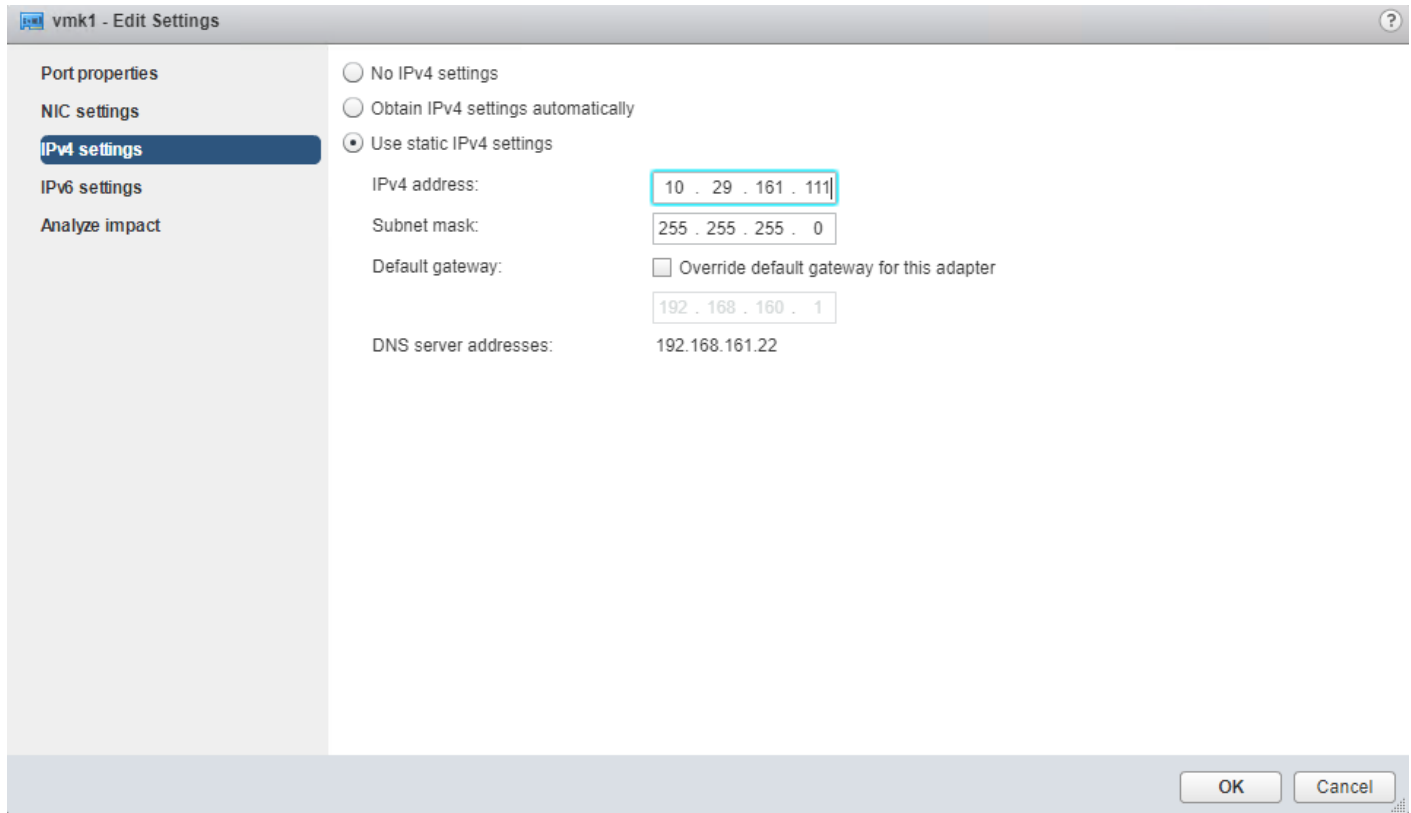 vmk1 - Edit Settings
?
Port properties
NIC settings
IPv4 settings
IPv6 settings
Analyze impact
No IPv4 settings
Obtain IPv4 settings automatically
Use static IPv4 settings
IPv4 address: 10 . 29 . 161 . 111
Subnet mask: 255 . 255 . 255 . 0
Default gateway: Override default gateway for this adapter
192 . 168 . 160 . 1
DNS server addresses: 192.168.161.22
OK Cancel